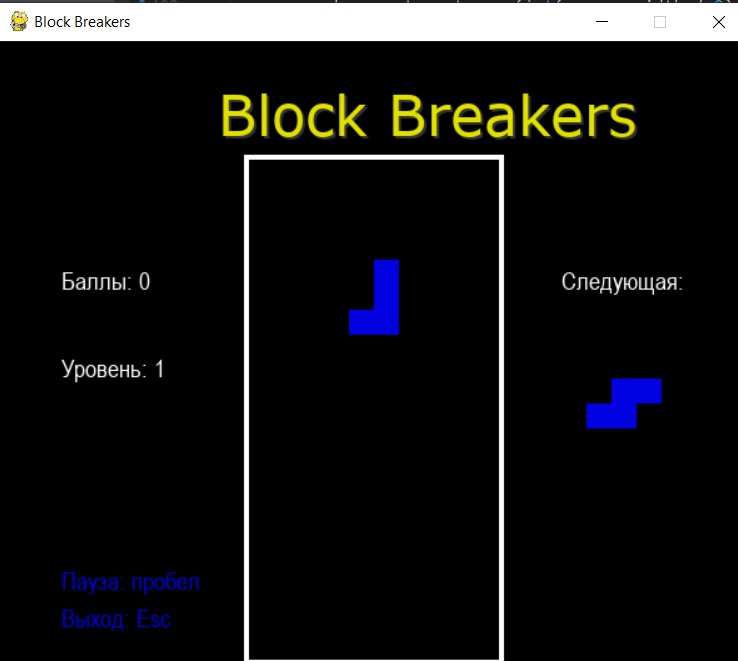 Block Breakers
Block Breakers
Баллы: 0
Следующая:
Уровень: 1
Пауза: пробел
Выход: Esc